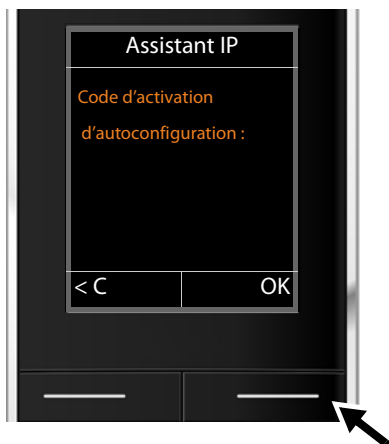 Assistant IP
Code d’activation
d’autoconfiguration :
< C OK